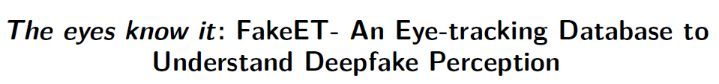 The eyes know it: FakeET- An Eye-tracking Database to
Understand Deepfake Perception